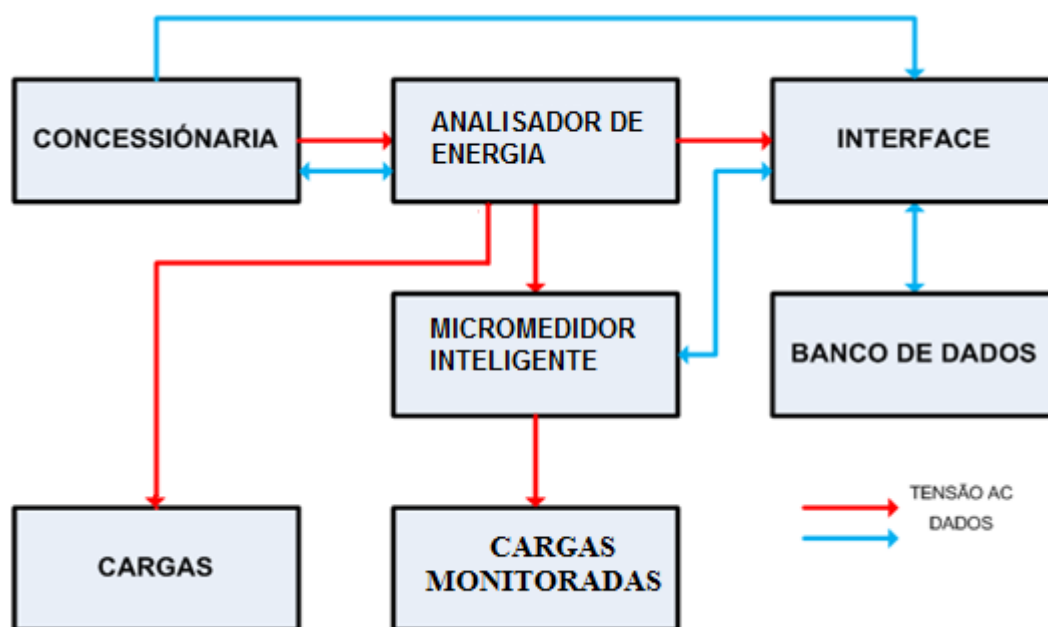 CONCESSIÓNARIA
ANALISADOR DE
ENERGIA
INTERFACE
MICROMEDIDOR
INTELIGENTE
BANCO DE DADOS
TENSÃO AC
DADOS
CARGAS
CARGAS
MONITORADAS